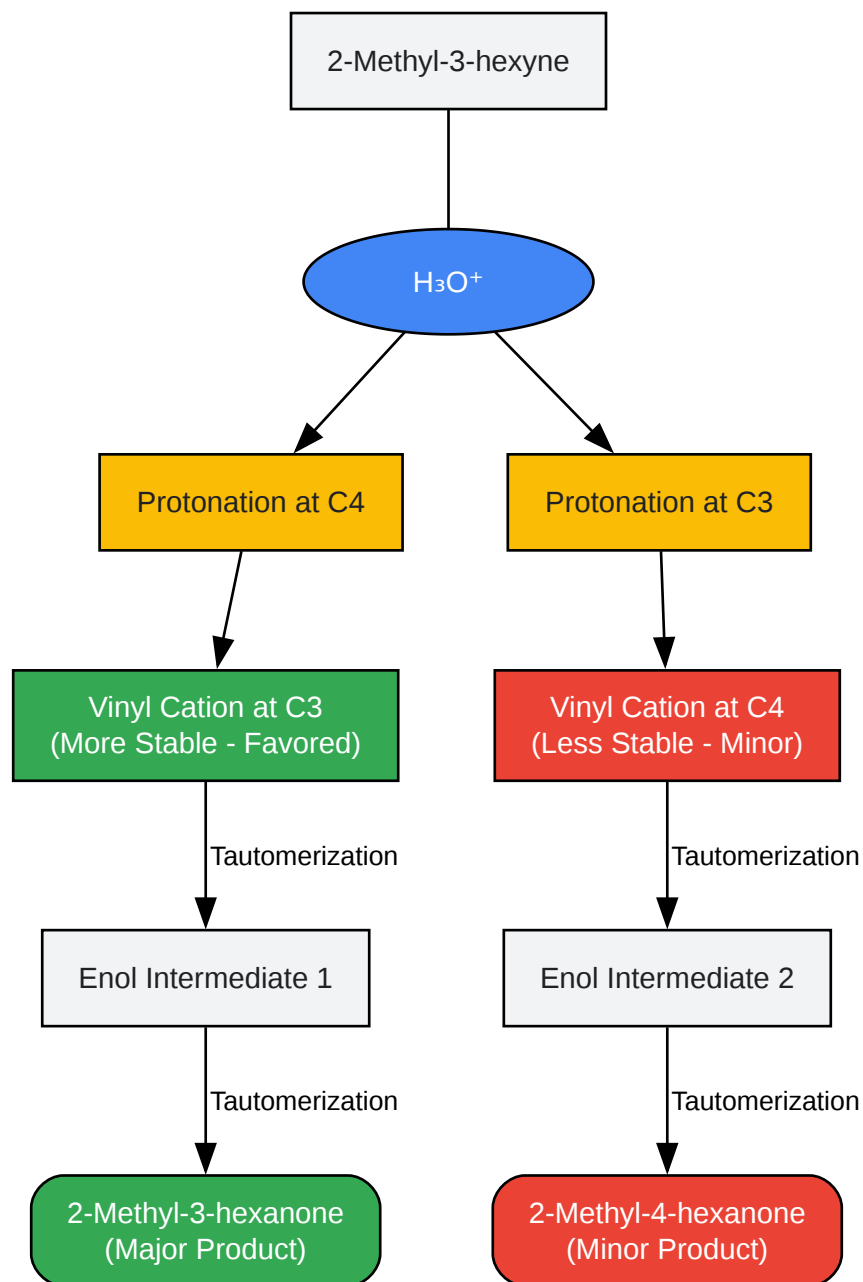 2-Methyl-3-hexyne
H₃O⁺
Protonation at C4
Protonation at C3
Vinyl Cation at C3
(More Stable - Favored)
Vinyl Cation at C4
(Less Stable - Minor)
Tautomerization
Tautomerization
Enol Intermediate 1
Enol Intermediate 2
Tautomerization
Tautomerization
2-Methyl-3-hexanone
(Major Product)
2-Methyl-4-hexanone
(Minor Product)